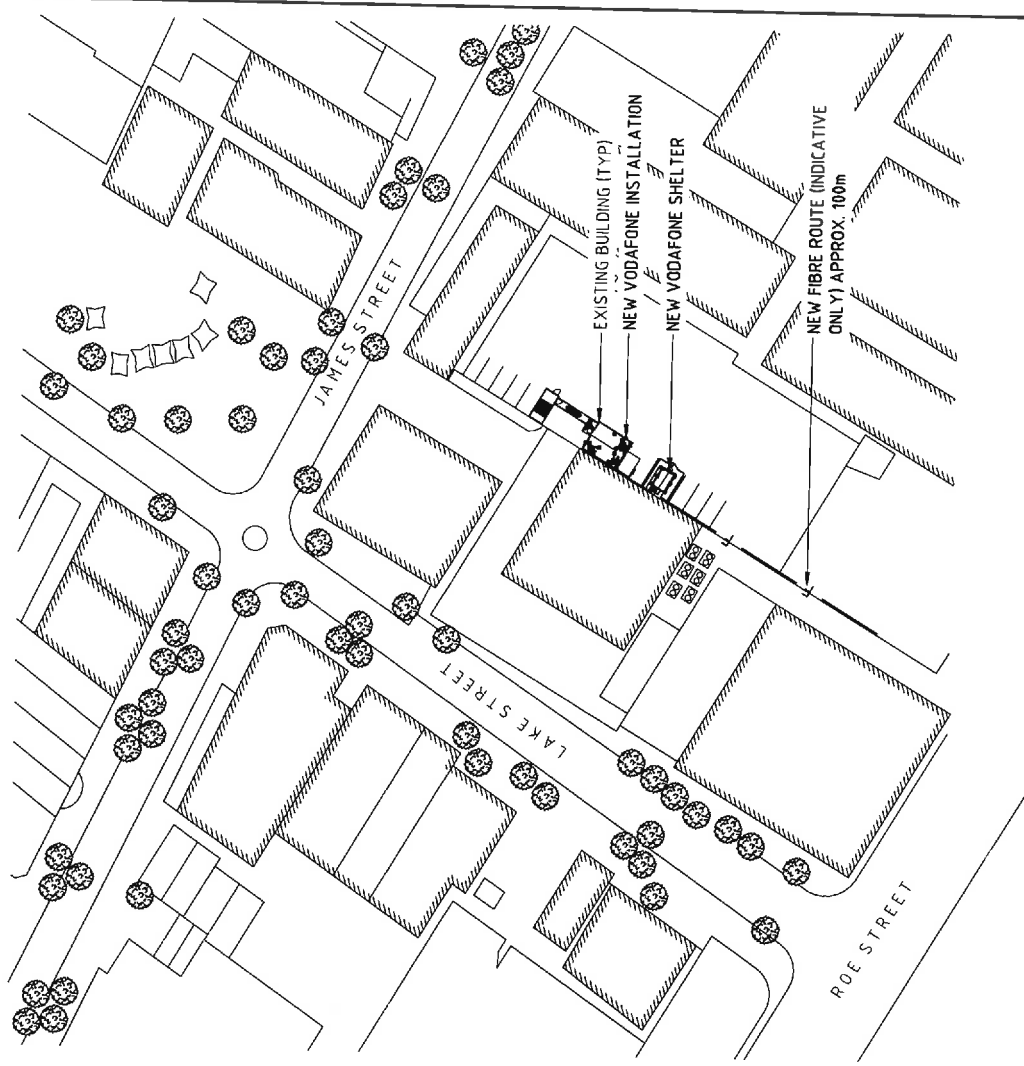 JAMES STREET
EXISTING BUILDING (TYP)
NEW VODAFONE INSTALLATION
NEW VODAFONE SHELTER
NEW FIBRE ROUTE (INDICATIVE
ONLY) APPROX. 100m
LAKE STREET
ROE STREET